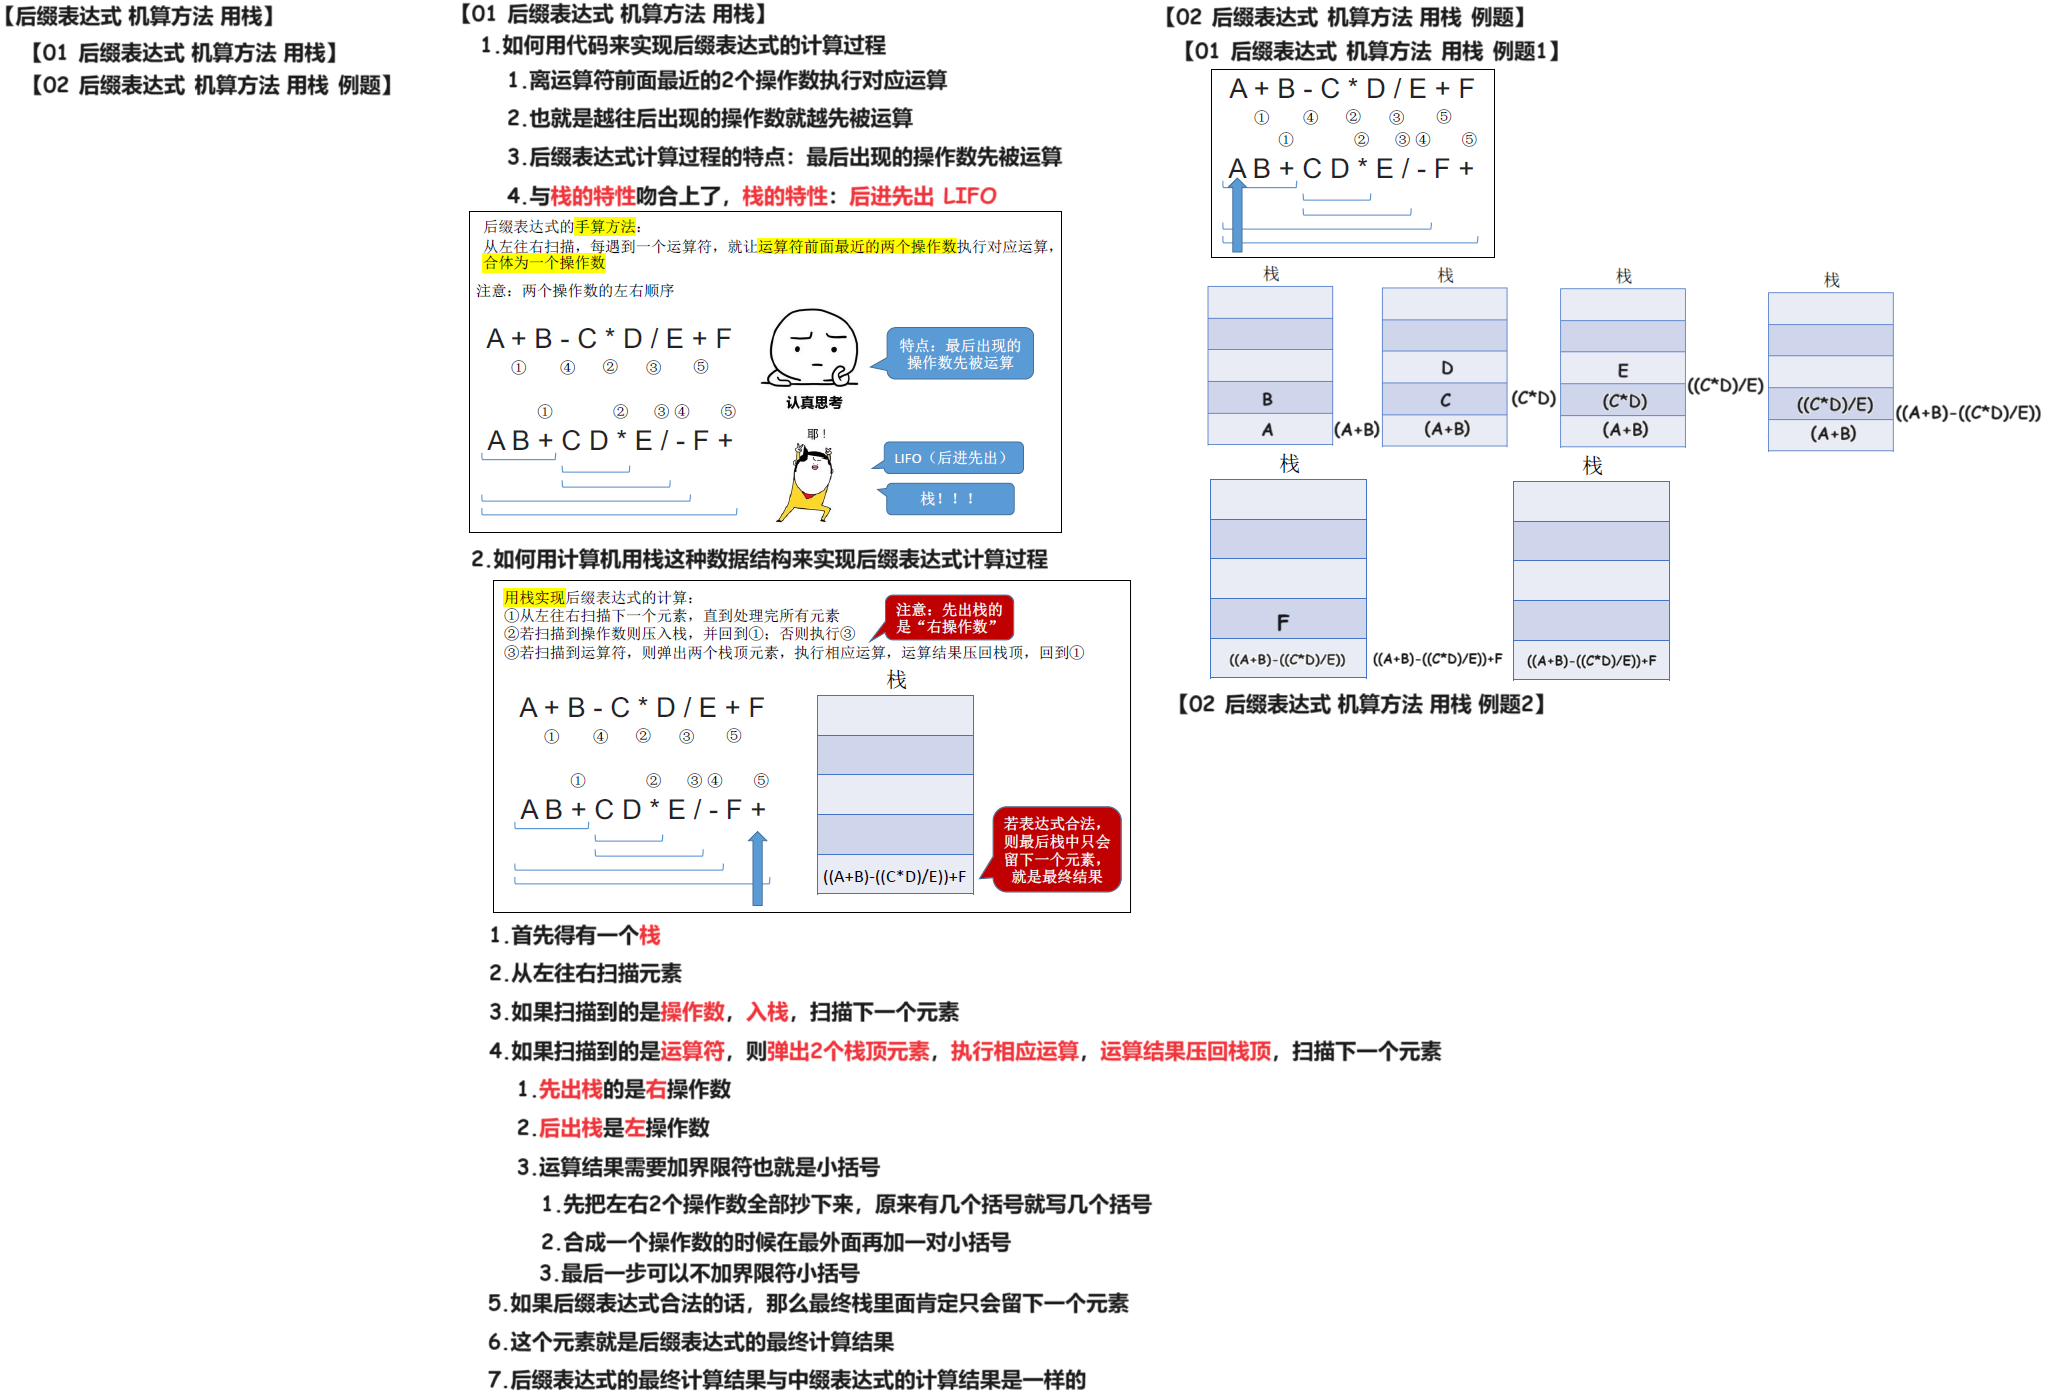 【后缀表达式 机算方法 用栈】
【01 后缀表达式 机算方法 用栈】
【02 后缀表达式 机算方法 用栈 例题】
【01 后缀表达式 机算方法 用栈】
1.如何用代码来实现后缀表达式的计算过程
1.离运算符前面最近的2个操作数执行对应运算
2.也就是越往后出现的操作数就越先被运算
3.后缀表达式计算过程的特点：最后出现的操作数先被运算
4.与栈的特性吻合上了，栈的特性：后进先出 LIFO
后缀表达式的手算方法：
从左往右扫描，每遇到一个运算符，就让运算符前面最近的两个操作数执行对应运算，
合体为一个操作数
注意：两个操作数的左右顺序
A + B - C * D / E + F
① ④ ② ③ ⑤
① ② ③ ④ ⑤
A B + C D * E / - F +
特点：最后出现的
操作数先被运算
认真思考
耶！
LIFO（后进先出）
栈！！！
2.如何用计算机用栈这种数据结构来实现后缀表达式计算过程
用栈实现后缀表达式的计算：
①从左往右扫描下一个元素，直到处理完所有元素
②若扫描到操作数则压入栈，并回到①；否则执行③
③若扫描到运算符，则弹出两个栈顶元素，执行相应运算，运算结果压回栈顶，回到①
注意：先出栈的
是“右操作数”
A + B - C * D / E + F
① ④ ② ③ ⑤
① ② ③ ④ ⑤
A B + C D * E / - F +
栈
((A+B)-((C*D)/E))+F
若表达式合法，
则最后栈中只会
留下一个元素，
就是最终结果
1.首先得有一个栈
2.从左往右扫描元素
3.如果扫描到的是操作数，入栈，扫描下一个元素
4.如果扫描到的是运算符，则弹出2个栈顶元素，执行相应运算，运算结果压回栈顶，扫描下一个元素
1.先出栈的是右操作数
2.后出栈是左操作数
3.运算结果需要加界限符也就是小括号
1.先把左右2个操作数全部抄下来，原来有几个括号就写几个括号
2.合成一个操作数的时候在最外面再加一对小括号
3.最后一步可以不加界限符小括号
5.如果后缀表达式合法的话，那么最终栈里面肯定只会留下一个元素
6.这个元素就是后缀表达式的最终计算结果
7.后缀表达式的最终计算结果与中缀表达式的计算结果是一样的
【02 后缀表达式 机算方法 用栈 例题】
【01 后缀表达式 机算方法 用栈 例题1】
A + B - C * D / E + F
① ④ ② ③ ⑤
① ② ③ ④ ⑤
A B + C D * E / - F +
栈
B
A
(A+B)
栈
D
C
(A+B)
(C*D)
栈
E
(C*D)
(A+B)
((C*D)/E)
栈
((C*D)/E)
(A+B)
((A+B)-((C*D)/E))
栈
F
((A+B)-((C*D)/E))
((A+B)-((C*D)/E))+F
栈
((A+B)-((C*D)/E))+F
【02 后缀表达式 机算方法 用栈 例题2】